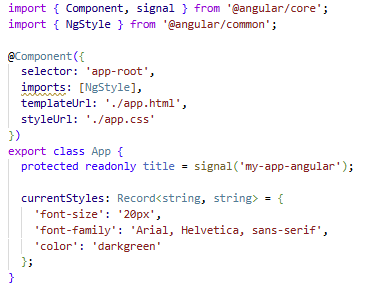 import { Component, signal } from '@angular/core';
import { NgStyle } from '@angular/common';
@Component({
  selector: 'app-root',
  imports: [NgStyle],
  templateUrl: './app.html',
  styleUrl: './app.css'
})
export class App {
  protected readonly title = signal('my-app-angular');
  currentStyles: Record<string, string> = {
    'font-size': '20px',
    'font-family': 'Arial, Helvetica, sans-serif',
    'color': 'darkgreen'
  };
}